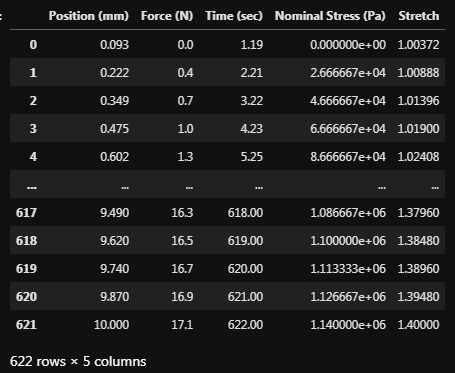 Position (mm) Force (N) Time (sec) Nominal Stress (Pa) Stretch
0 0.093 0.0 1.19 0.000000e+00 1.00372
1 0.222 0.4 2.21 2.666667e+04 1.00888
2 0.349 0.7 3.22 4.666667e+04 1.01396
3 0.475 1.0 4.23 6.666667e+04 1.01900
4 0.602 1.3 5.25 8.666667e+04 1.02408
... ... ... ... ... ...
617 9.490 16.3 618.00 1.086667e+06 1.37960
618 9.620 16.5 619.00 1.100000e+06 1.38480
619 9.740 16.7 620.00 1.113333e+06 1.38960
620 9.870 16.9 621.00 1.126667e+06 1.39480
621 10.000 17.1 622.00 1.140000e+06 1.40000
622 rows × 5 columns